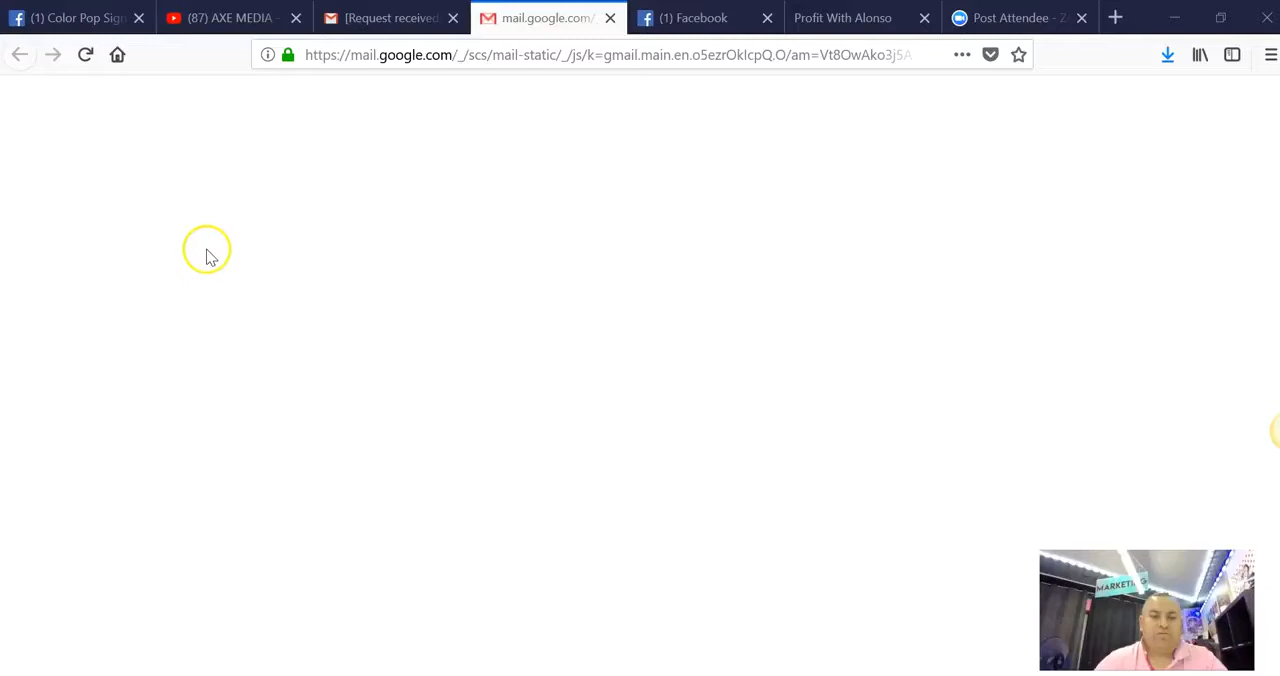 (1) Color Pop Sign
(87) AXE MEDIA -
[Request received
mail.google.com/
(1) Facebook
Profit With Alonso
Post Attendee - Z
https://mail.google.com/_/scs/mail-static/_/js/k=gmail.main.en.o5ezrOkIcpQ.O/am=Vt8OwAko3j5A
MARKETING